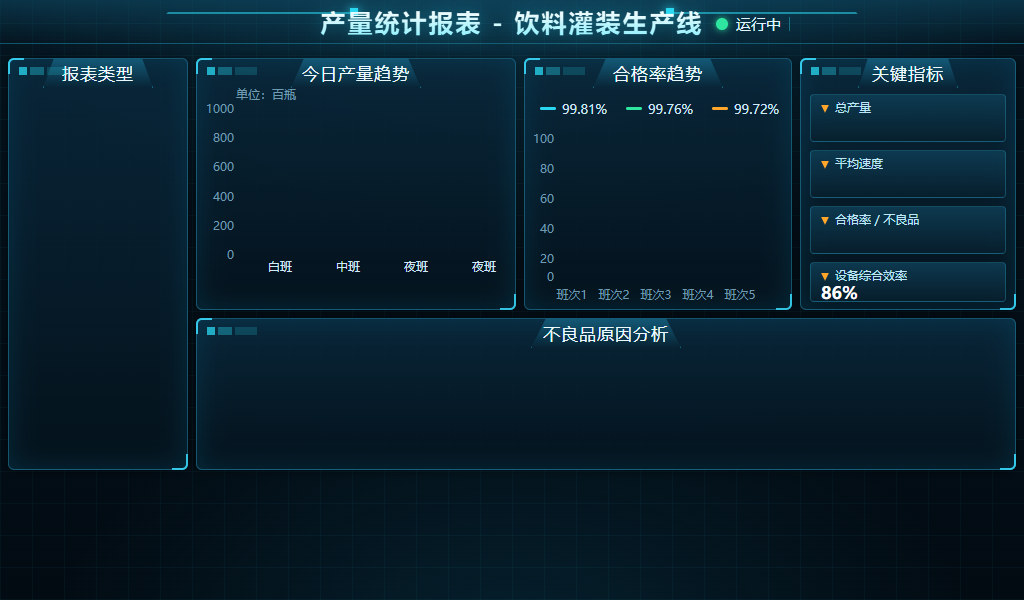 产量统计报表 - 饮料灌装生产线
运行中
报表类型
今日产量趋势
单位：百瓶
1000
800
600
400
200
0
白班 中班 夜班 夜班
合格率趋势
99.81% 99.76% 99.72%
100
80
60
40
20
0
班次1 班次2 班次3 班次4 班次5
关键指标
▼ 总产量
▼ 平均速度
▼ 合格率 / 不良品
▼ 设备综合效率
86%
不良品原因分析